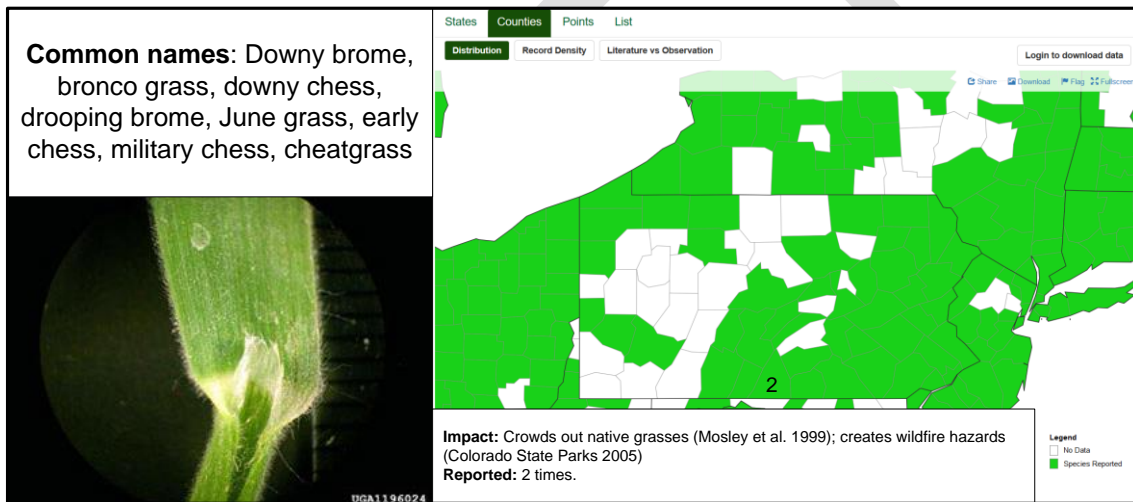 Common names: Downy brome,
bronco grass, downy chess,
drooping brome, June grass, early
chess, military chess, cheatgrass
UGA1196024
States Counties Points List
Distribution Record Density Literature vs Observation
Login to download data
Share Download Flag Fullscreen
2
Impact: Crowds out native grasses (Mosley et al. 1999); creates wildfire hazards
(Colorado State Parks 2005)
Reported: 2 times.
Legend
No Data
Species Reported